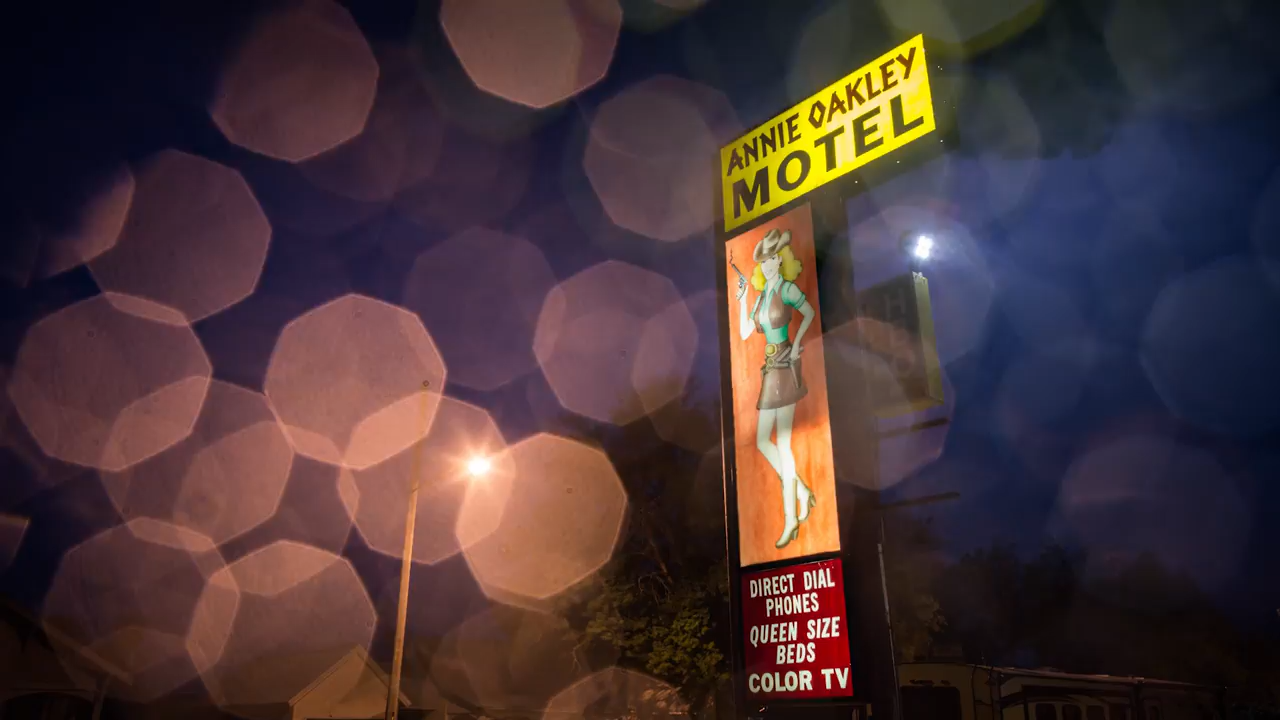 ANNIE OAKLEY
MOTEL
DIRECT DIAL
PHONES
QUEEN SIZE
BEDS
COLOR TV